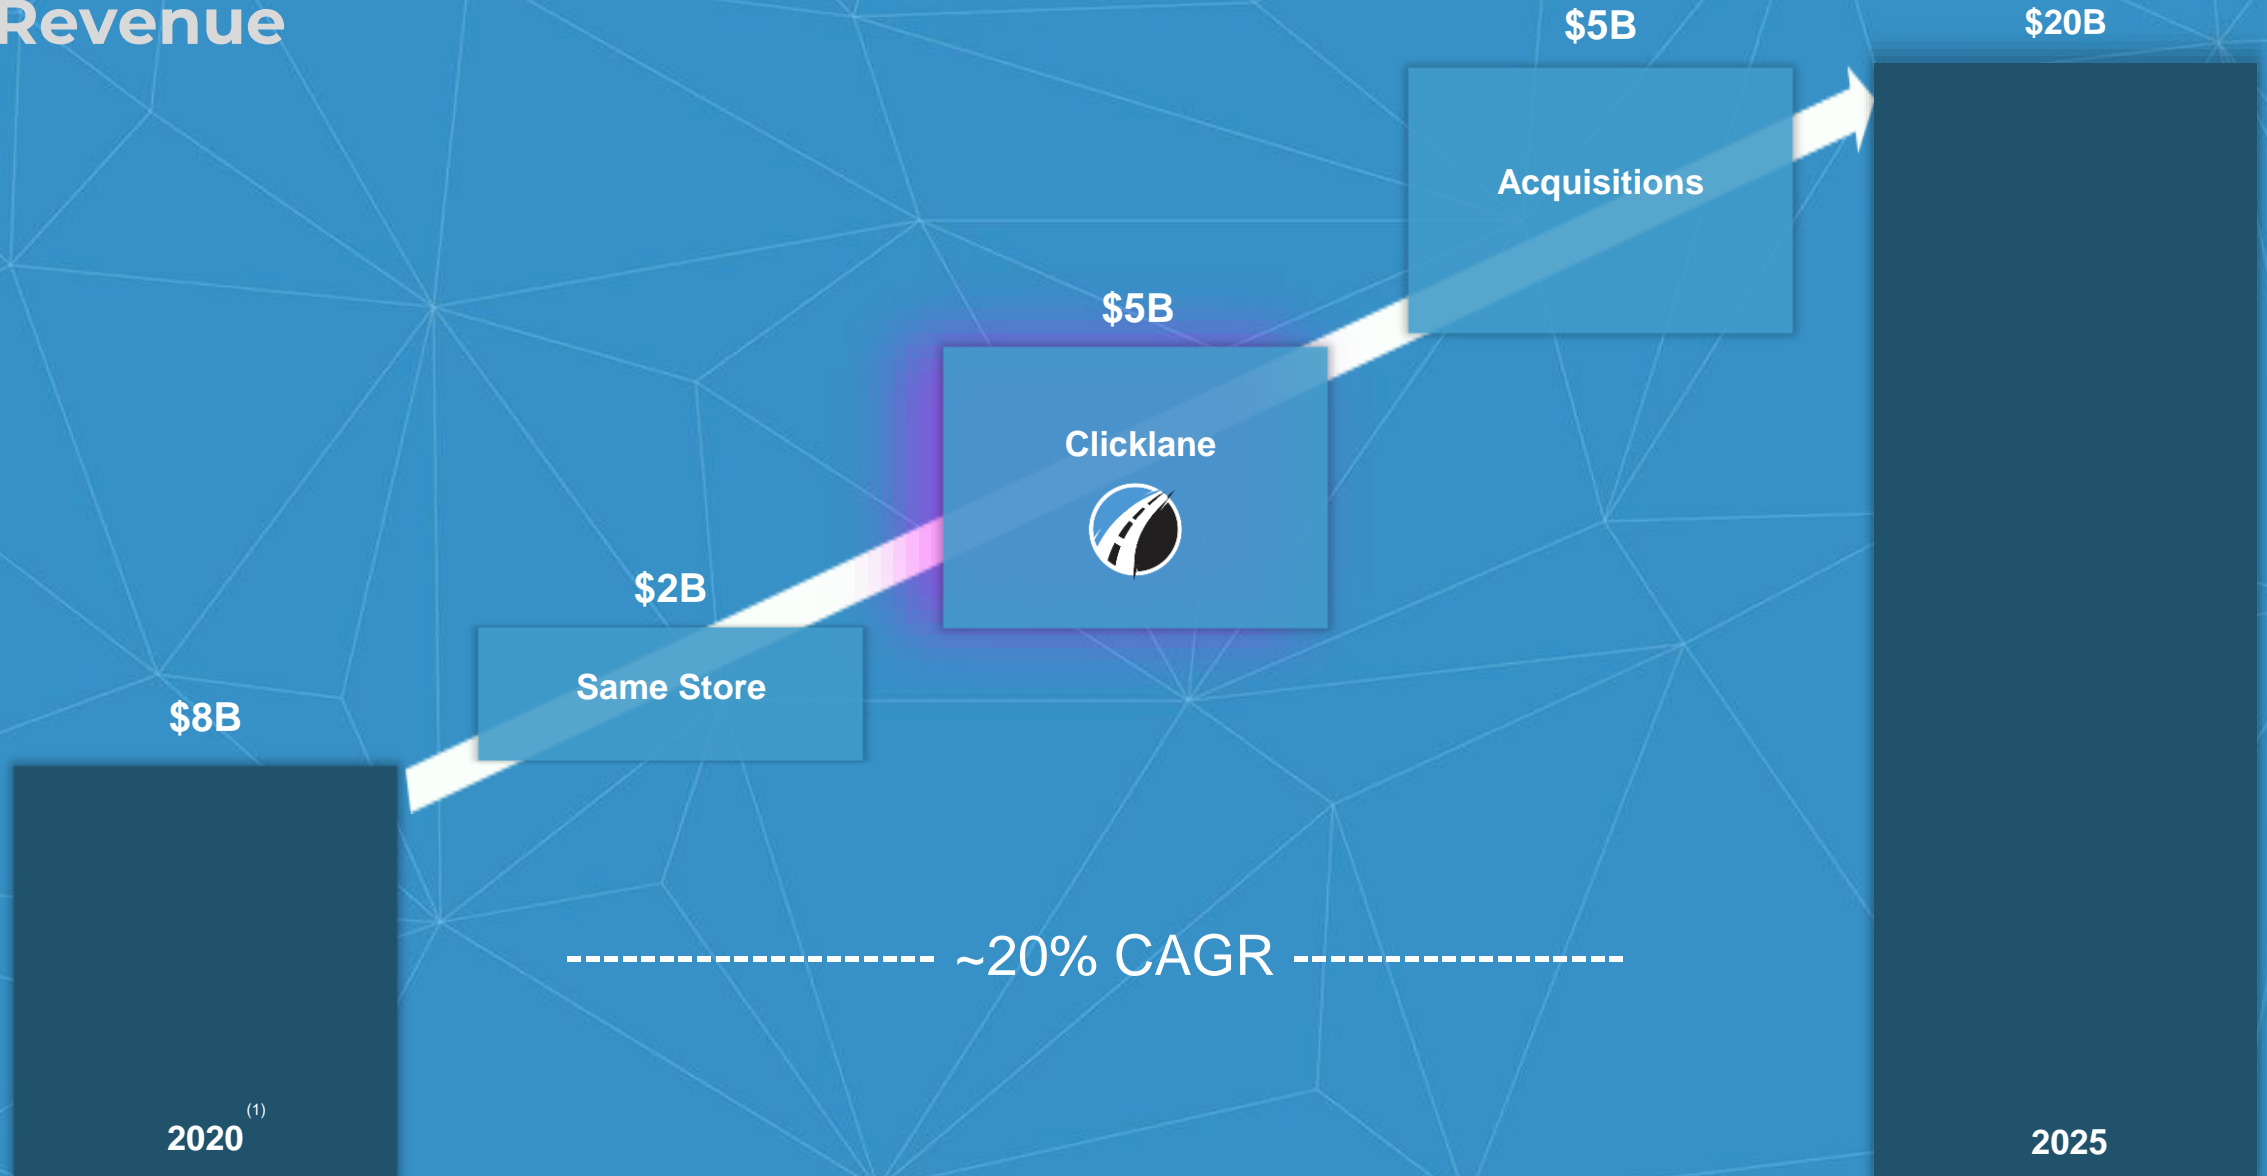 Revenue
$5B
$20B
Acquisitions
$5B
Clicklane
$2B
Same Store
$8B
~20% CAGR
(1)
2020
2025